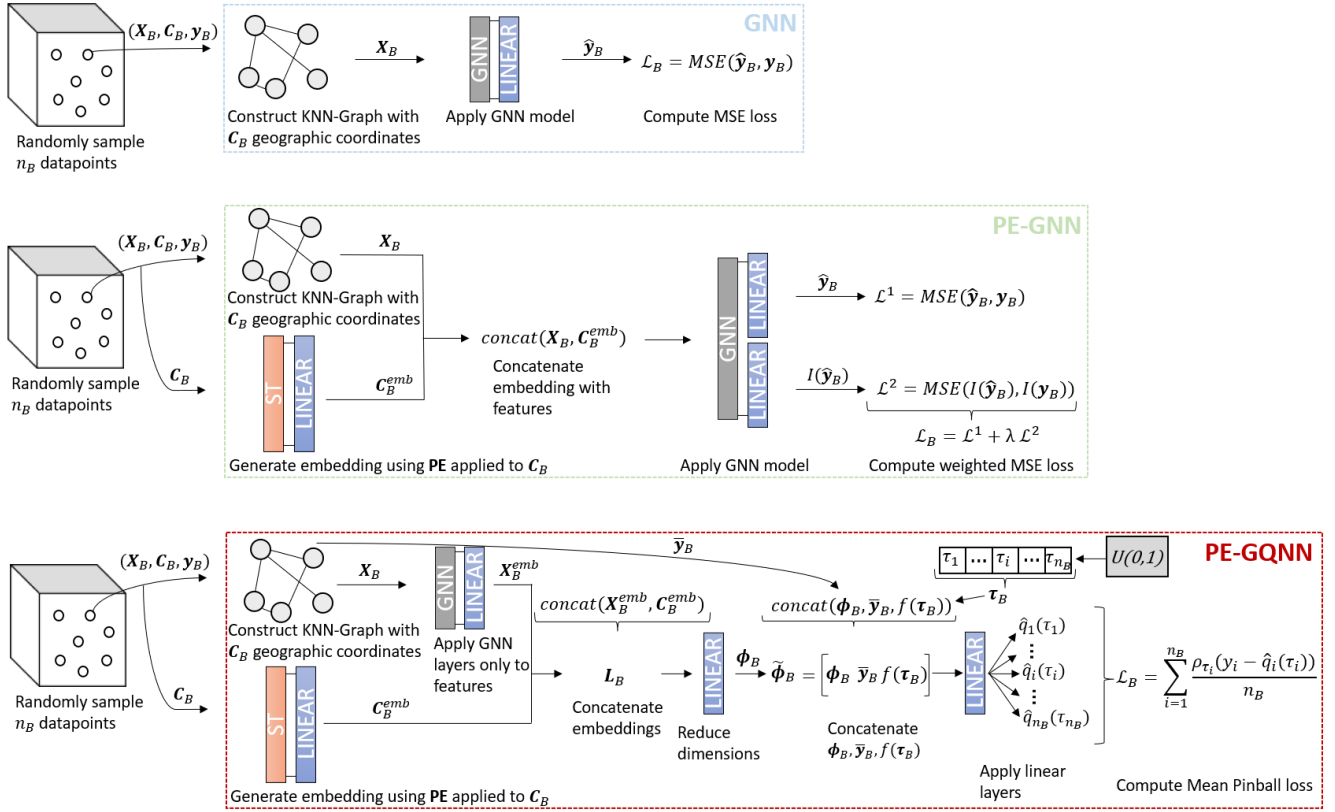 GNN
(X_B, C_B, y_B)
X_B
GNN
LINEAR
ŷ_B
ℒ_B = MSE(ŷ_B, y_B)
Construct KNN-Graph with
C_B geographic coordinates
Apply GNN model
Compute MSE loss
Randomly sample
n_B datapoints
PE-GNN
(X_B, C_B, y_B)
X_B
Construct KNN-Graph with
C_B geographic coordinates
C_B
ST
LINEAR
C_B^{emb}
concat(X_B, C_B^{emb})
Concatenate
embedding with
features
GNN
LINEAR
LINEAR
ŷ_B
ℒ^1 = MSE(ŷ_B, y_B)
I(ŷ_B)
ℒ^2 = MSE(I(ŷ_B), I(y_B))
ℒ_B = ℒ^1 + λ ℒ^2
Randomly sample
n_B datapoints
Generate embedding using PE applied to C_B
Apply GNN model
Compute weighted MSE loss
PE-GQNN
(X_B, C_B, y_B)
X_B
GNN
LINEAR
X_B^{emb}
ȳ_B
τ_1 ⋯ τ_i ⋯ τ_{n_B}
U(0,1)
τ_B
Construct KNN-Graph with
C_B geographic coordinates
Apply GNN
layers only to
features
concat(X_B^{emb}, C_B^{emb})
concat(ϕ_B, ȳ_B, f(τ_B))
C_B
ST
LINEAR
C_B^{emb}
L_B
Concatenate
embeddings
LINEAR
Reduce
dimensions
ϕ_B
ϕ̃_B = [ϕ_B ȳ_B f(τ_B)]
Concatenate
ϕ_B, ȳ_B, f(τ_B)
LINEAR
q̂_1(τ_1)
⋮
q̂_i(τ_i)
⋮
q̂_{n_B}(τ_{n_B})
ℒ_B = ∑_{i=1}^{n_B} ρ_{τ_i}(y_i − q̂_i(τ_i)) / n_B
Randomly sample
n_B datapoints
Generate embedding using PE applied to C_B
Apply linear
layers
Compute Mean Pinball loss